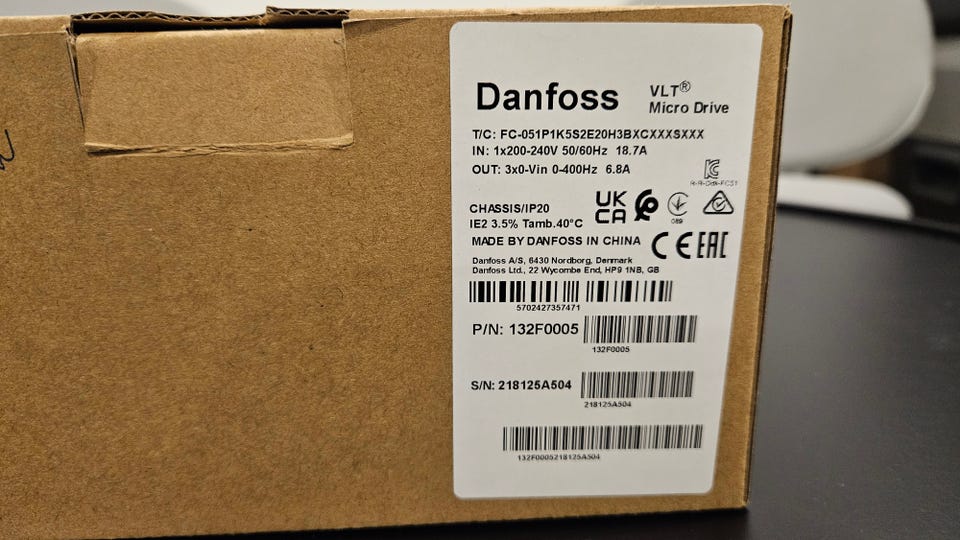 Danfoss
VLT®
Micro Drive
T/C: FC-051P1K5S2E20H3BXCXXXSXXX
IN: 1x200-240V 50/60Hz 18.7A
OUT: 3x0-Vin 0-400Hz 6.8A
CHASSIS/IP20
IE2 3.5% Tamb.40°C
UK
CA
089
MADE BY DANFOSS IN CHINA
CE EAC
Danfoss A/S, 6430 Nordborg, Denmark
Danfoss Ltd., 22 Wycombe End, HP9 1NB, GB
5702427357471
P/N: 132F0005
132F0005
S/N: 218125A504
218125A504
132F0005218125A504